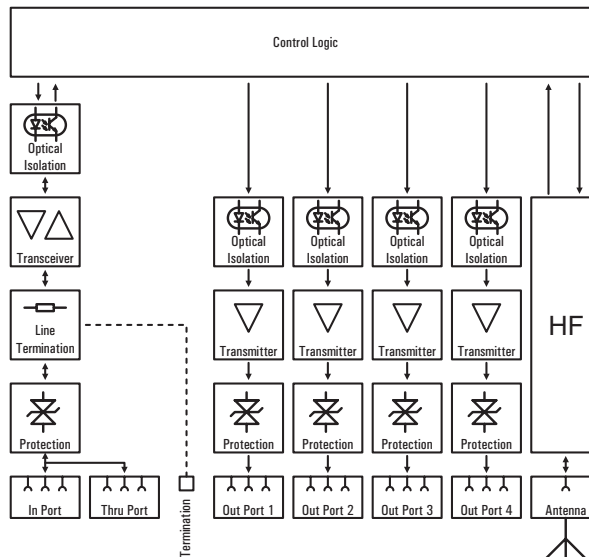 Control Logic
Optical
Isolation
Transceiver
Line
Termination
Protection
In Port
Thru Port
Termination
Optical
Isolation
Transmitter
Protection
Out Port 1
Optical
Isolation
Transmitter
Protection
Out Port 2
Optical
Isolation
Transmitter
Protection
Out Port 3
Optical
Isolation
Transmitter
Protection
Out Port 4
HF
Antenna